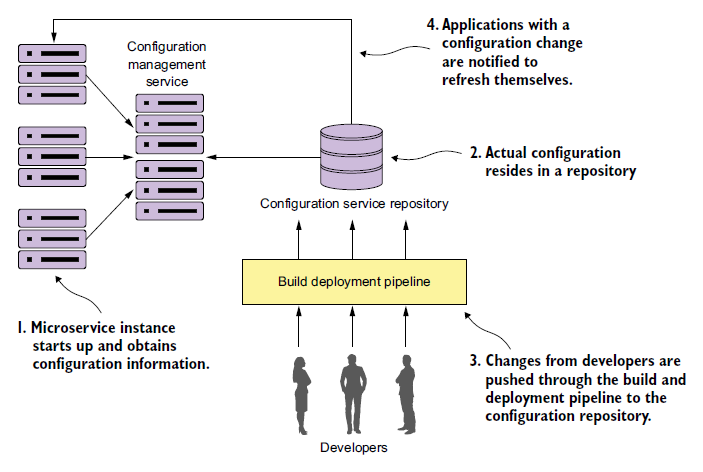 4. Applications with a
configuration change
are notified to
refresh themselves.
Configuration
management
service
2. Actual configuration
resides in a repository
Configuration service repository
Build deployment pipeline
1. Microservice instance
starts up and obtains
configuration information.
3. Changes from developers are
pushed through the build and
deployment pipeline to the
configuration repository.
Developers